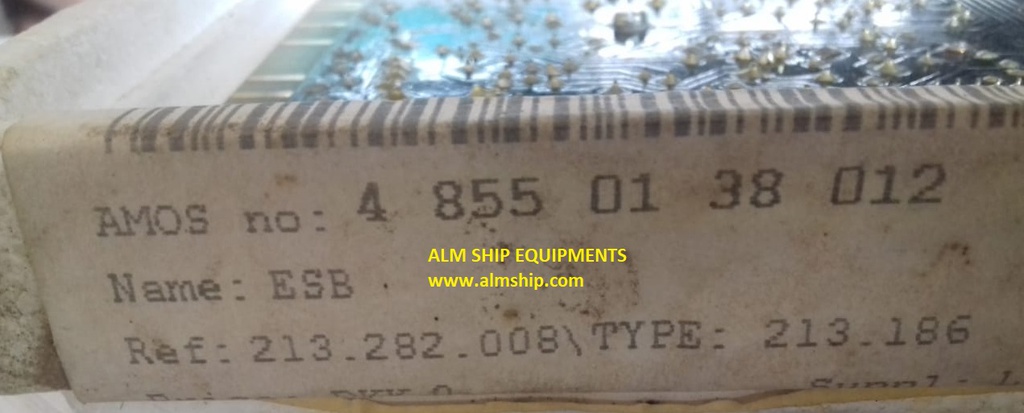 AMOS no: 4 855 01 38 012
ALM SHIP EQUIPMENTS
www.almship.com
Name: ESB
Ref: 213.282.008\TYPE: 213.186